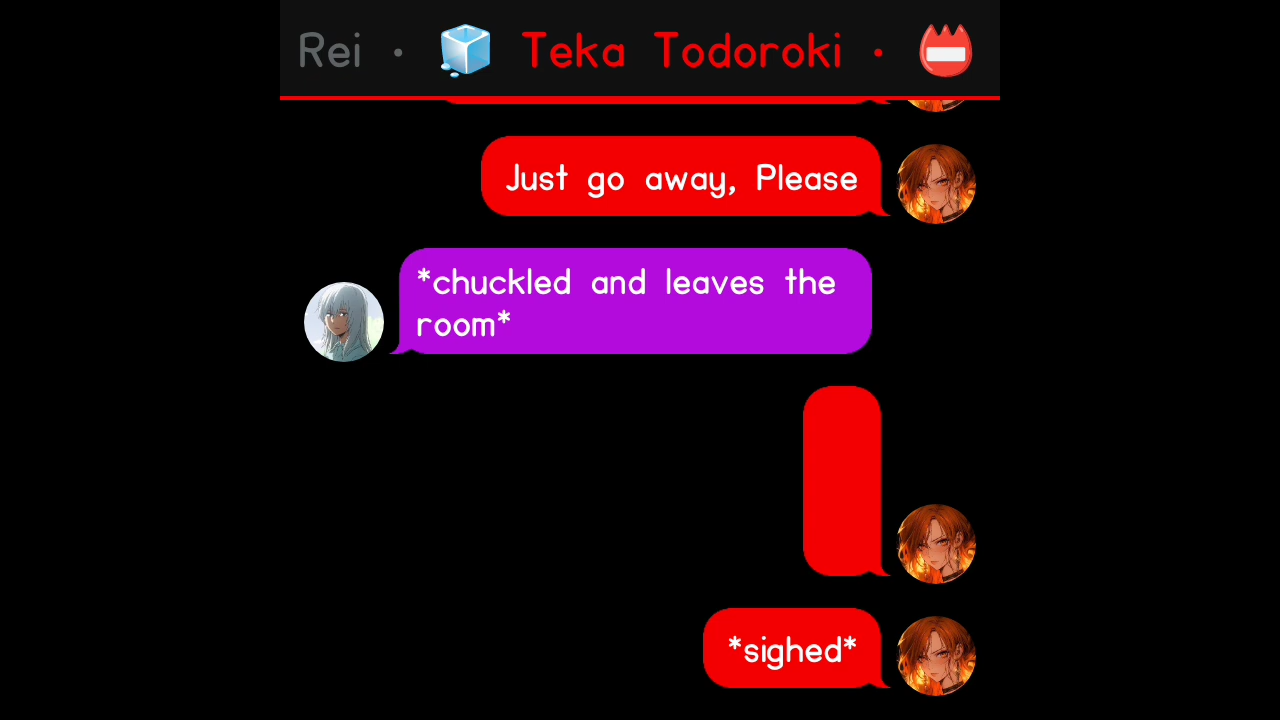 Rei • Teka Todoroki •
Just go away, Please
*chuckled and leaves the
room*
*sighed*